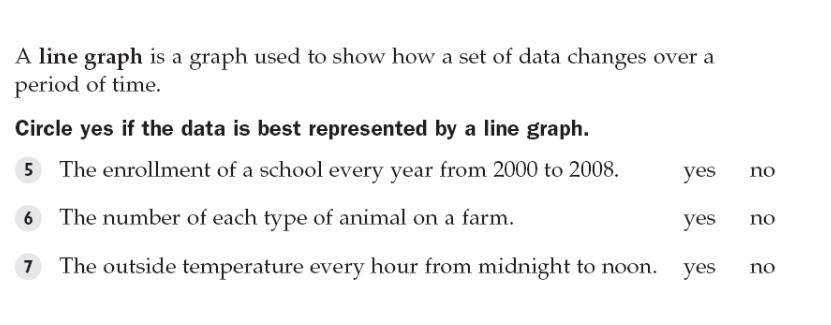 A line graph is a graph used to show how a set of data changes over a
period of time.
Circle yes if the data is best represented by a line graph.
5 The enrollment of a school every year from 2000 to 2008. yes no
6 The number of each type of animal on a farm. yes no
7 The outside temperature every hour from midnight to noon. yes no